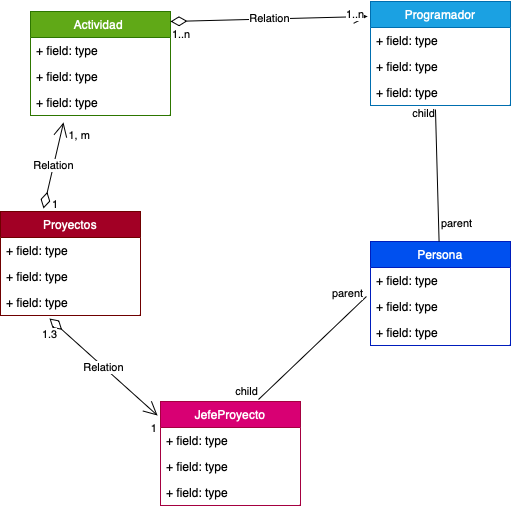 Actividad
+ field: type
+ field: type
+ field: type
Relation
1..n
1..n
Programador
+ field: type
+ field: type
+ field: type
child
parent
1, m
Relation
1
Proyectos
+ field: type
+ field: type
+ field: type
Persona
+ field: type
+ field: type
+ field: type
parent
child
1.3
Relation
1
JefeProyecto
+ field: type
+ field: type
+ field: type